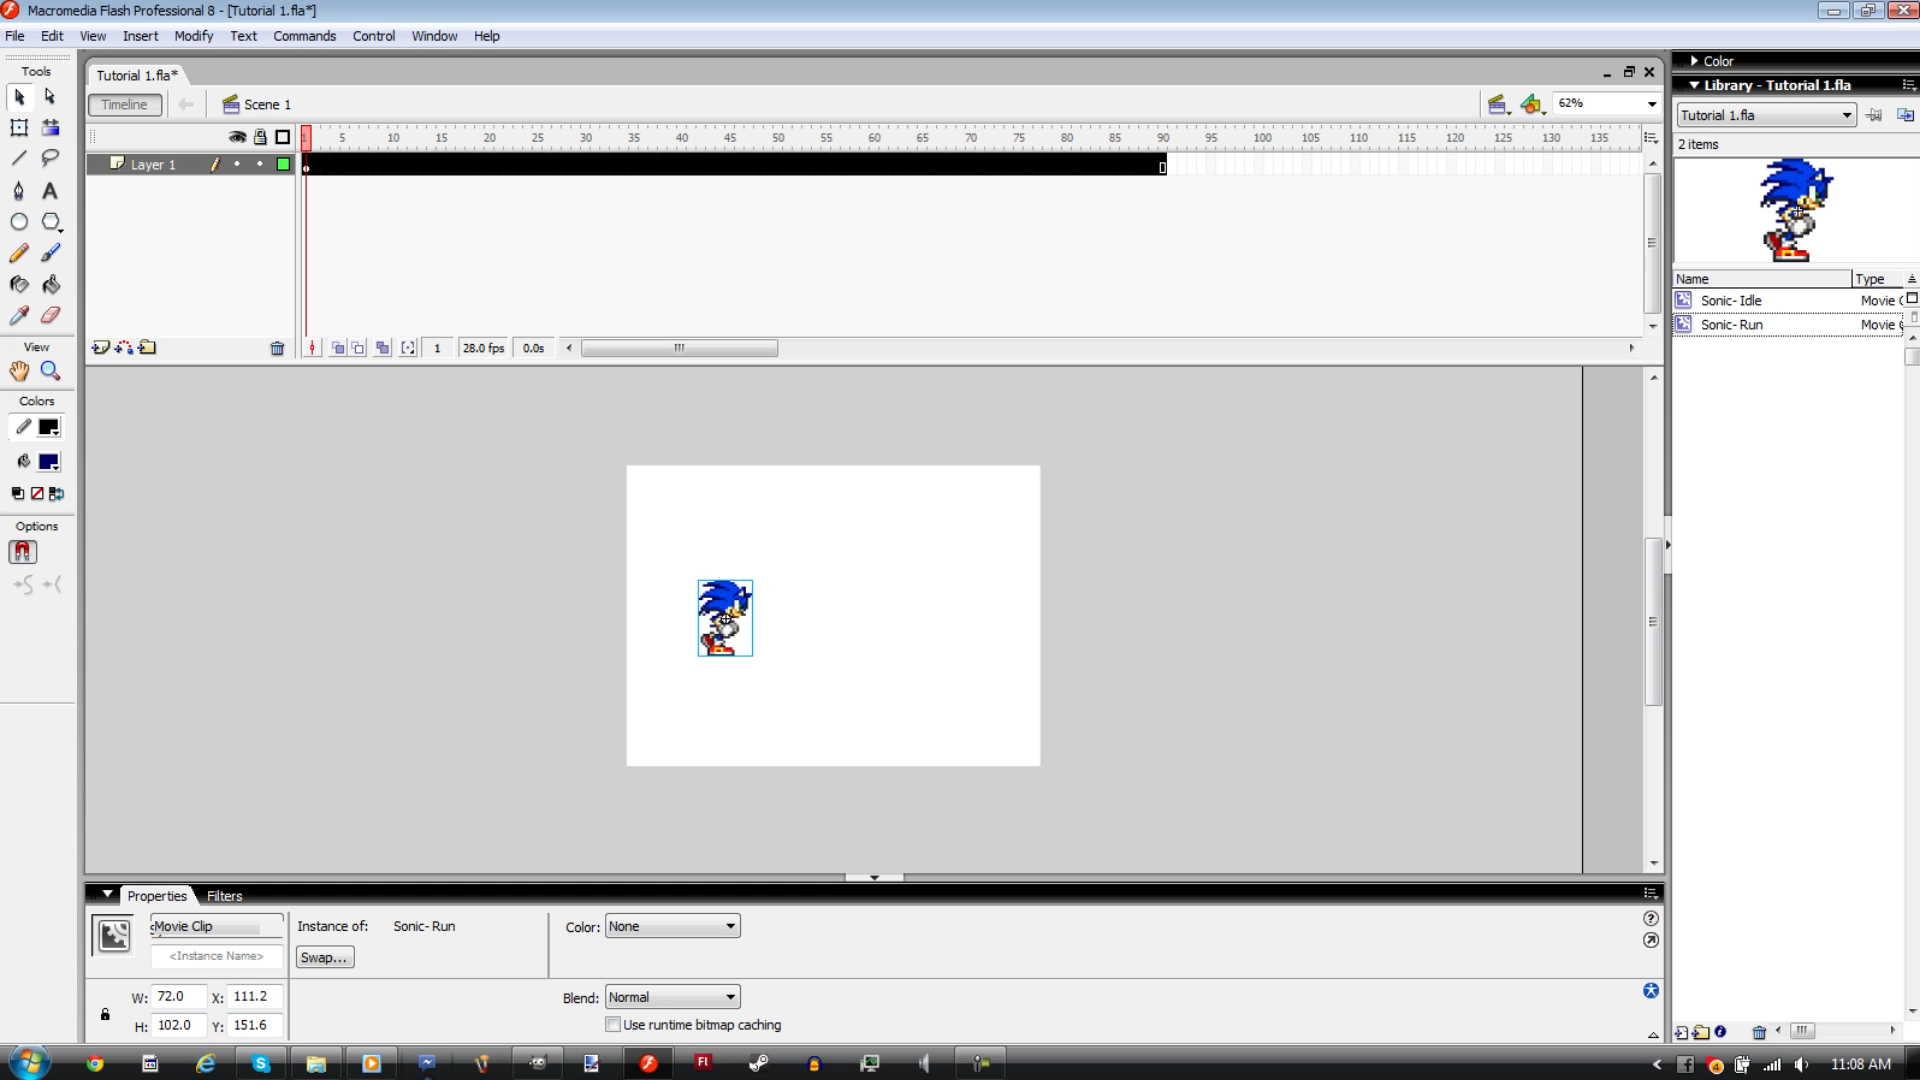 Macromedia Flash Professional 8 - [Tutorial 1.fla*]
File Edit View Insert Modify Text Commands Control Window Help
Tools
Tutorial 1.fla*
Timeline
Scene 1
62%
1 5 10 15 20 25 30 35 40 45 50 55 60 65 70 75 80 85 90 95 100 105 110 115 120 125 130 135
Layer 1
1 28.0 fps 0.0s
View
Colors
Options
Color
Library - Tutorial 1.fla
Tutorial 1.fla
2 items
Name Type
Sonic- Idle Movie
Sonic- Run Movie
Properties Filters
Movie Clip
Instance of: Sonic- Run
Color: None
<Instance Name>
Swap...
W: 72.0 X: 111.2
Blend: Normal
H: 102.0 Y: 151.6
Use runtime bitmap caching
11:08 AM